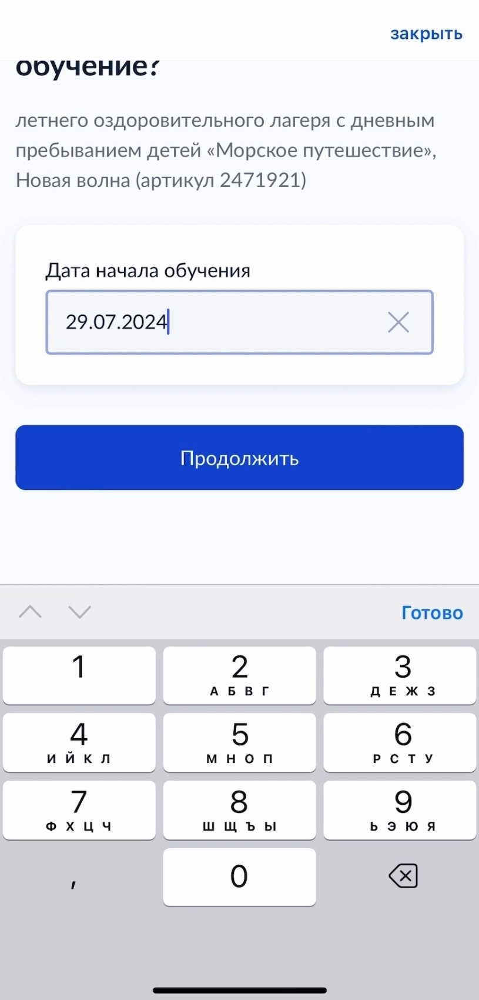 закрыть
обучение?
летнего оздоровительного лагеря с дневным
пребыванием детей «Морское путешествие»,
Новая волна (артикул 2471921)
Дата начала обучения
29.07.2024
Продолжить
Готово
1
2
3
А Б В Г
Д Е Ж З
4
5
6
И Й К Л
М Н О П
Р С Т У
7
8
9
Ф Х Ц Ч
Ш Щ Ъ Ы
Ь Э Ю Я
,
0